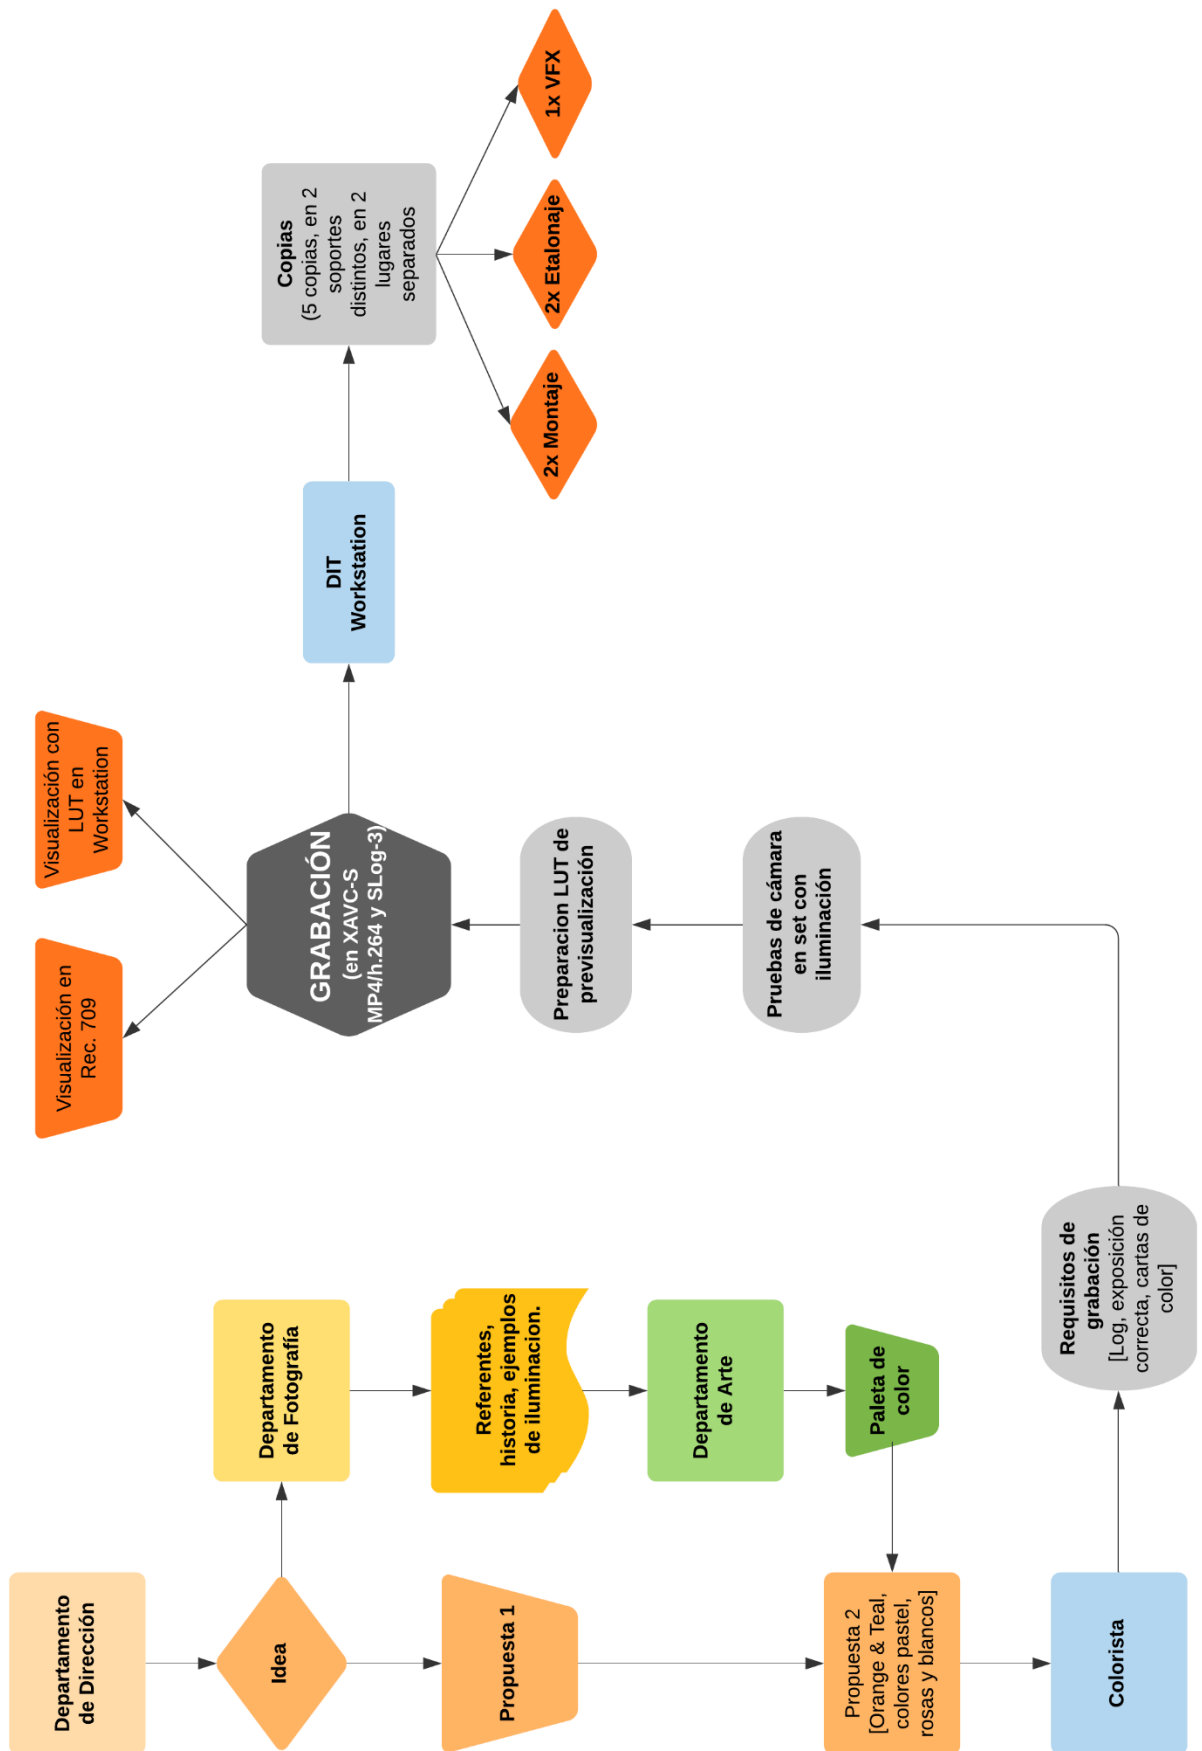 Departamento
de Dirección
Idea
Propuesta 1
Propuesta 2
[Orange & Teal,
colores pastel,
rosas y blancos]
Colorista
Departamento
de Fotografía
Referentes,
historia, ejemplos
de iluminacion.
Departamento
de Arte
Paleta de
color
Requisitos de
grabación
[Log, exposición
correcta, cartas de
color]
Pruebas de cámara
en set con
iluminación
Preparacion LUT de
previsualización
GRABACIÓN
(en XAVC-S
MP4/h.264 y SLog-3)
Visualización en
Rec. 709
Visualización con
LUT en
Workstation
DIT
Workstation
Copias
(5 copias, en 2
soportes
distintos, en 2
lugares
separados
2x Montaje
2x Etalonaje
1x VFX